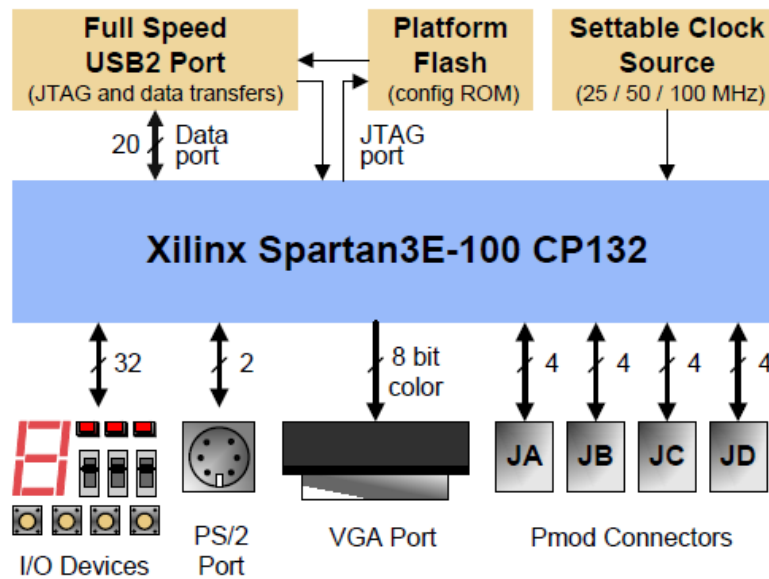 Full Speed
USB2 Port
(JTAG and data transfers)
Platform
Flash
(config ROM)
Settable Clock
Source
(25 / 50 / 100 MHz)
20
Data
port
JTAG
port
Xilinx Spartan3E-100 CP132
32
2
8 bit
color
4
4
4
4
JA
JB
JC
JD
I/O Devices
PS/2
Port
VGA Port
Pmod Connectors